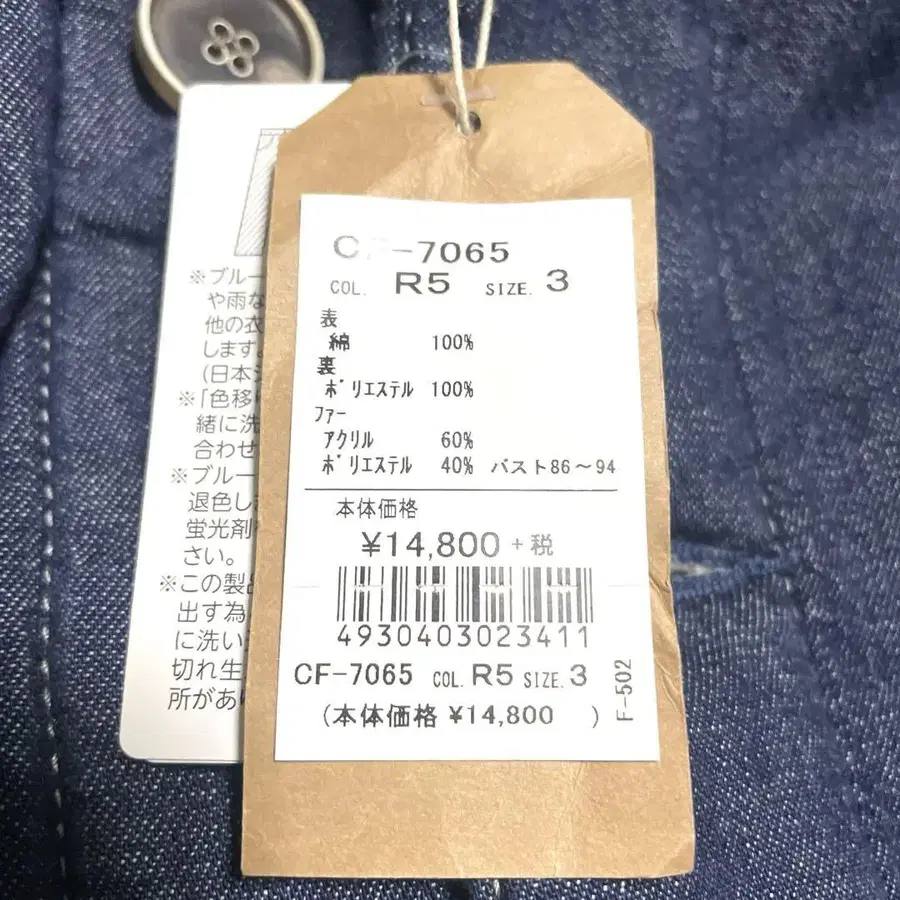 CF-7065
COL. R5 SIZE. 3
表
綿 100%
裏
ポリエステル 100%
ファー
アクリル 60%
ポリエステル 40% バスト86～94
本体価格
¥14,800 +税
4930403023411
CF-7065 COL. R5 SIZE. 3
(本体価格 ¥14,800 )
F-502
※ブルー
や雨な
他の衣
します。
(日本
※「色移
緒に洗
合わせ
※ブルー
退色し
蛍光剤
さい。
※この製品
出す為
に洗い
切れ生
所があ